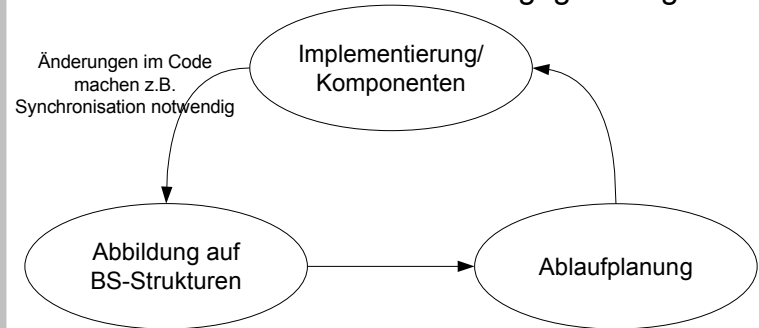 Änderungen im Code
machen z.B.
Synchronisation notwendig
Implementierung/
Komponenten
Abbildung auf
BS-Strukturen
Ablaufplanung